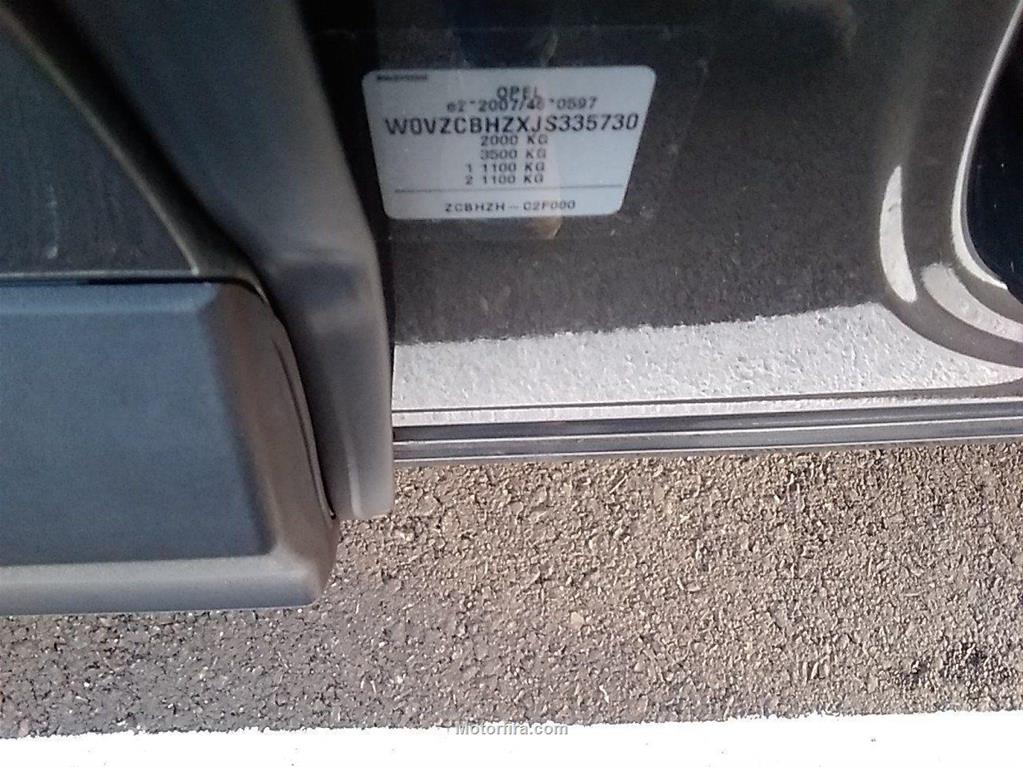 OPEL
e2*2007/46*0597
W0VZCBHZXJS335730
2000 KG
3500 KG
1 1100 KG
2 1100 KG
ZCBHZH-C2F000
Motorfira.com